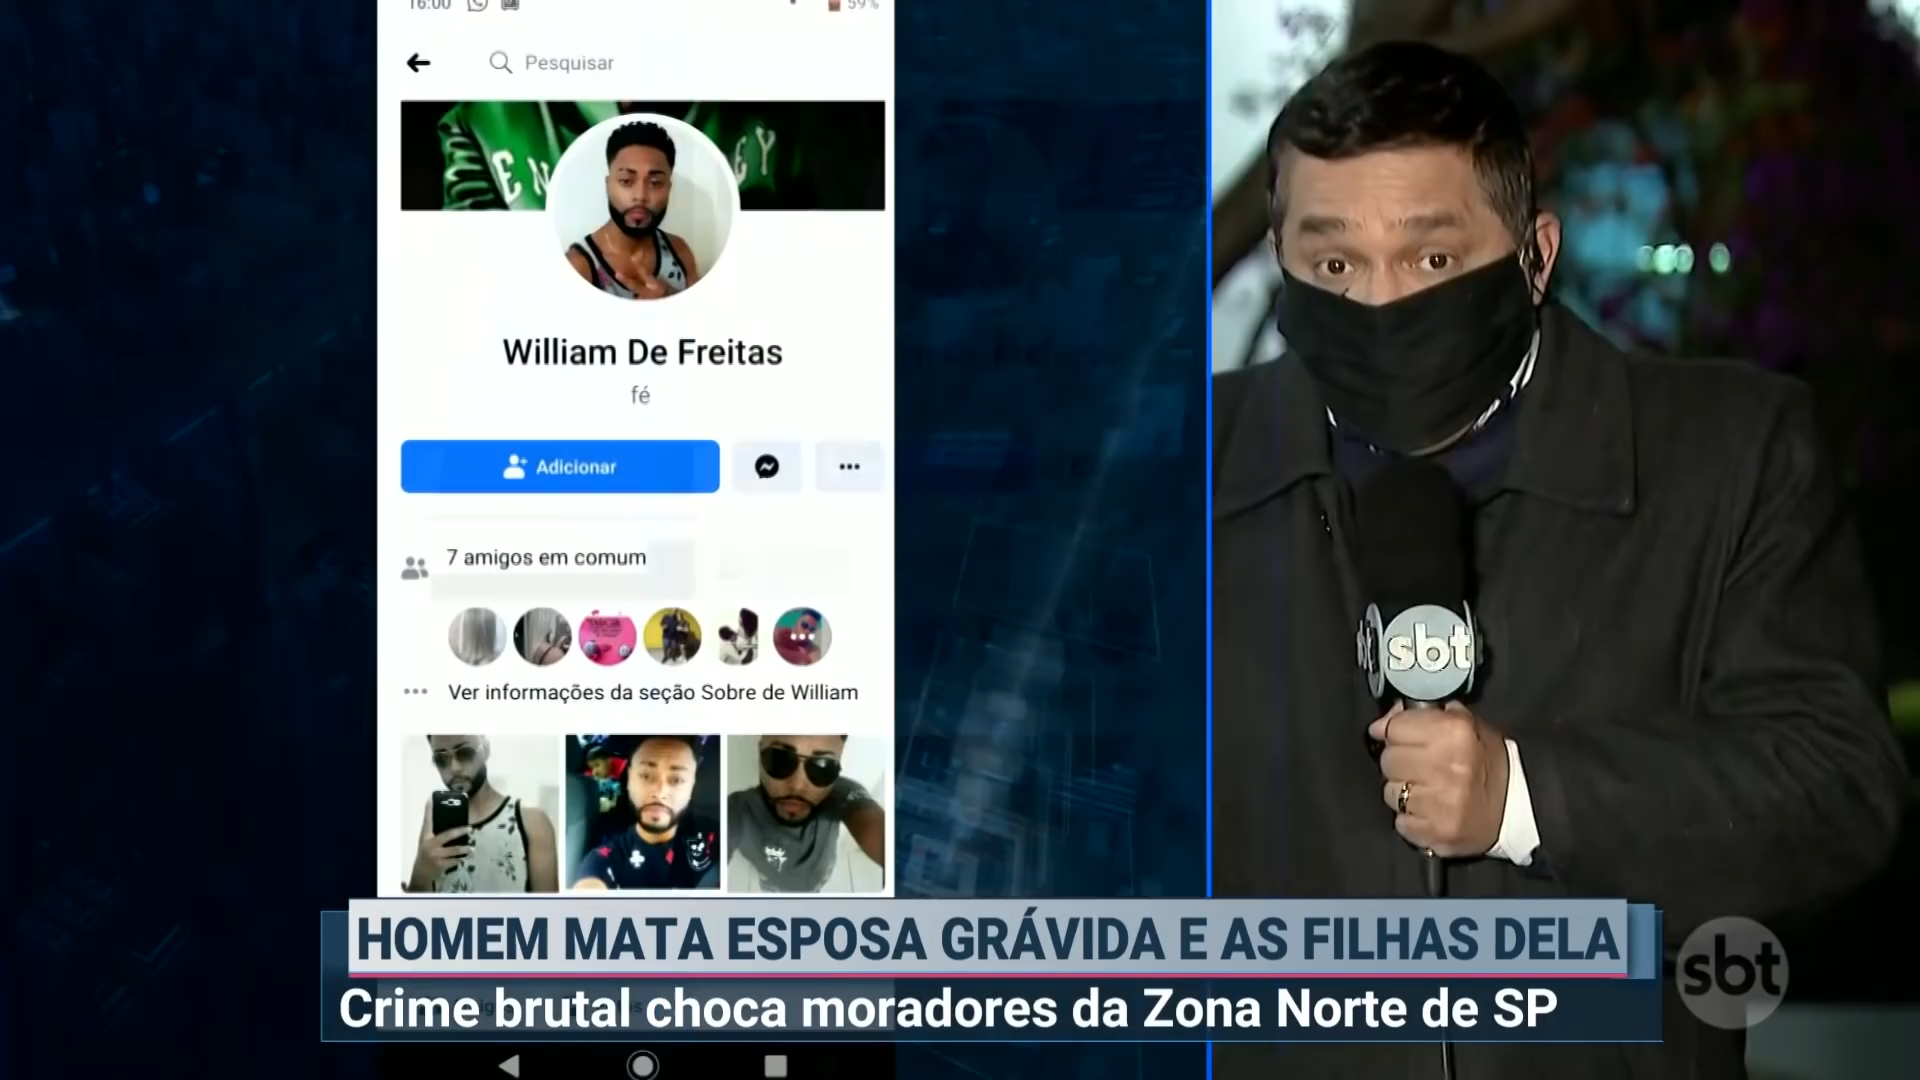 16:00
59%
Pesquisar
William De Freitas
fé
Adicionar
7 amigos em comum
Ver informações da seção Sobre de William
sbt
HOMEM MATA ESPOSA GRÁVIDA E AS FILHAS DELA
Crime brutal choca moradores da Zona Norte de SP
sbt